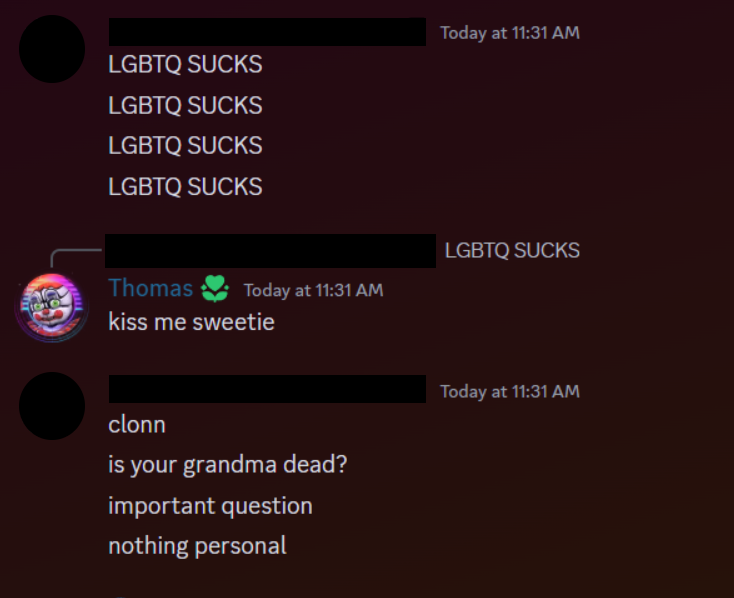 Today at 11:31 AM
LGBTQ SUCKS
LGBTQ SUCKS
LGBTQ SUCKS
LGBTQ SUCKS
LGBTQ SUCKS
Thomas Today at 11:31 AM
kiss me sweetie
Today at 11:31 AM
clonn
is your grandma dead?
important question
nothing personal